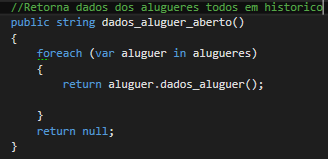 //Retorna dados dos alugueres todos em historico
public string dados_aluguer_aberto()
{
foreach (var aluguer in alugueres)
{
return aluguer.dados_aluguer();
}
return null;
}